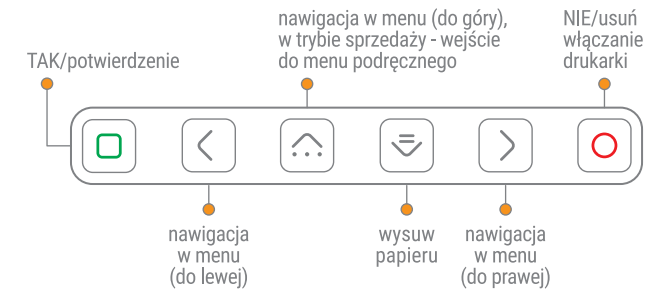 TAK/potwierdzenie
nawigacja w menu (do góry),
w trybie sprzedaży - wejście
do menu podręcznego
NIE/usuń
włączanie
drukarki
nawigacja
w menu
(do lewej)
wysuw
papieru
nawigacja
w menu
(do prawej)